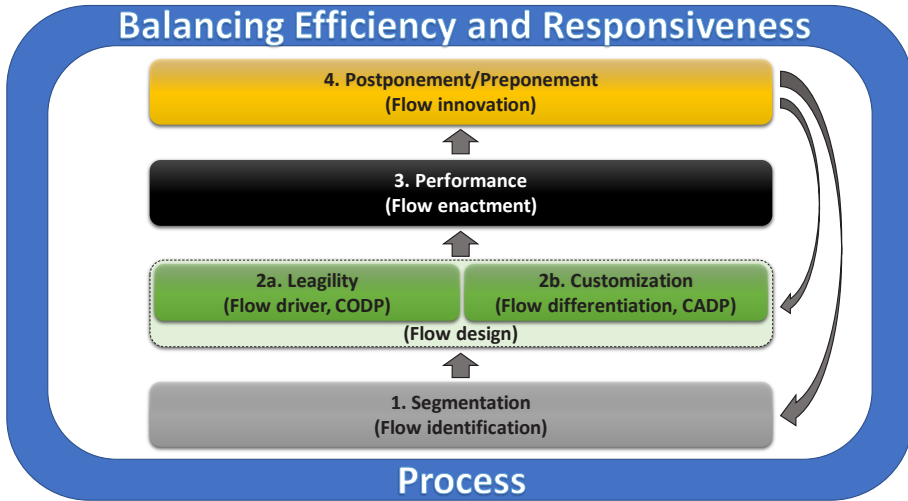 Balancing Efficiency and Responsiveness
4. Postponement/Preponement
(Flow innovation)
3. Performance
(Flow enactment)
2a. Leagility
(Flow driver, CODP)
2b. Customization
(Flow differentiation, CADP)
(Flow design)
1. Segmentation
(Flow identification)
Process